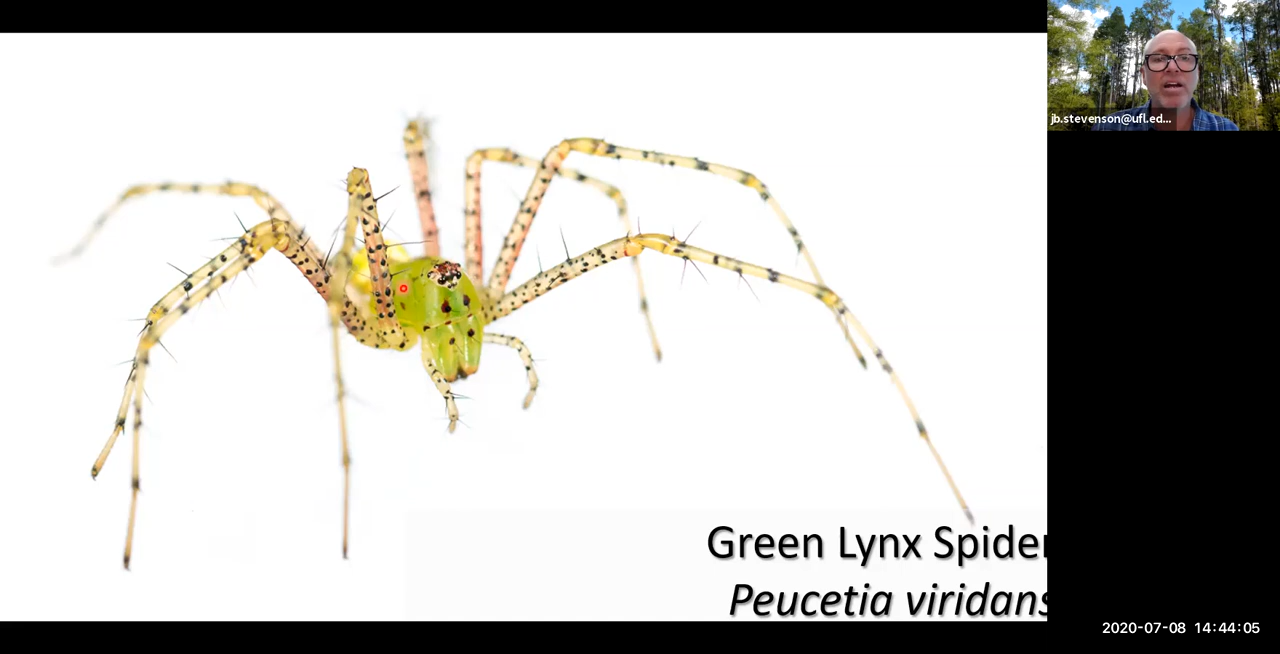 jb.stevenson@ufl.ed...
Green Lynx Spider
Peucetia viridans
2020-07-08 14:44:05